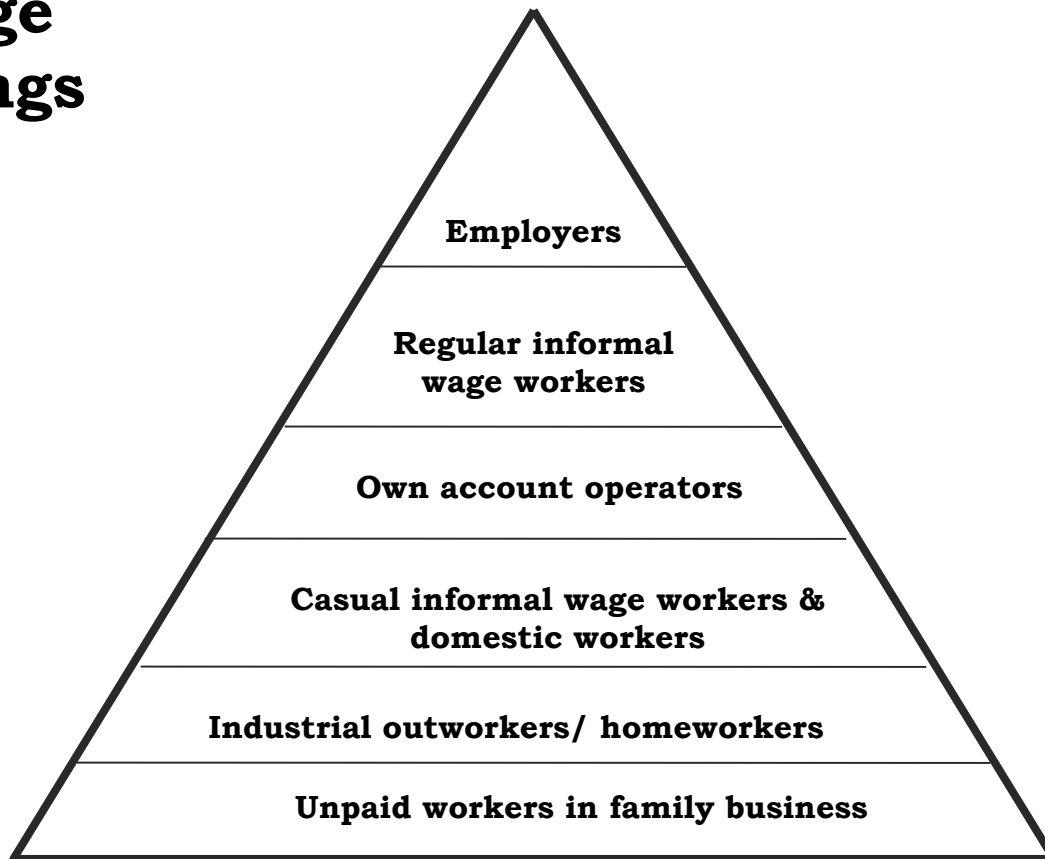 Employers
Regular informal
wage workers
Own account operators
Casual informal wage workers &
domestic workers
Industrial outworkers/ homeworkers
Unpaid workers in family business